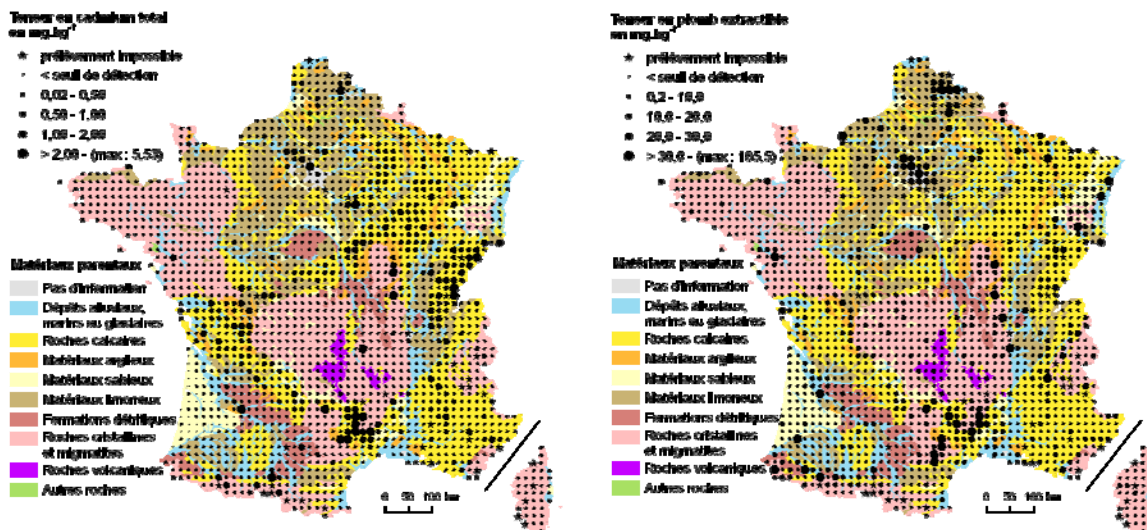 Teneur en cadmium total
en mg.kg⁻¹
prélèvement impossible
< seuil de détection
0,02 - 0,50
0,50 - 1,00
1,00 - 2,00
> 2,00 - (max : 5,53)
Matériaux parentaux
Pas d'information
Dépôts alluviaux,
marins ou glaciaires
Roches calcaires
Matériaux argileux
Matériaux sableux
Matériaux limoneux
Formations détritiques
Roches cristallines
et migmatites
Roches volcaniques
Autres roches
0 50 100 km
Teneur en plomb extractible
en mg.kg⁻¹
prélèvement impossible
< seuil de détection
0,2 - 10,0
10,0 - 20,0
20,0 - 30,0
> 30,0 - (max : 165,5)
Matériaux parentaux
Pas d'information
Dépôts alluviaux,
marins ou glaciaires
Roches calcaires
Matériaux argileux
Matériaux sableux
Matériaux limoneux
Formations détritiques
Roches cristallines
et migmatites
Roches volcaniques
Autres roches
0 50 100 km